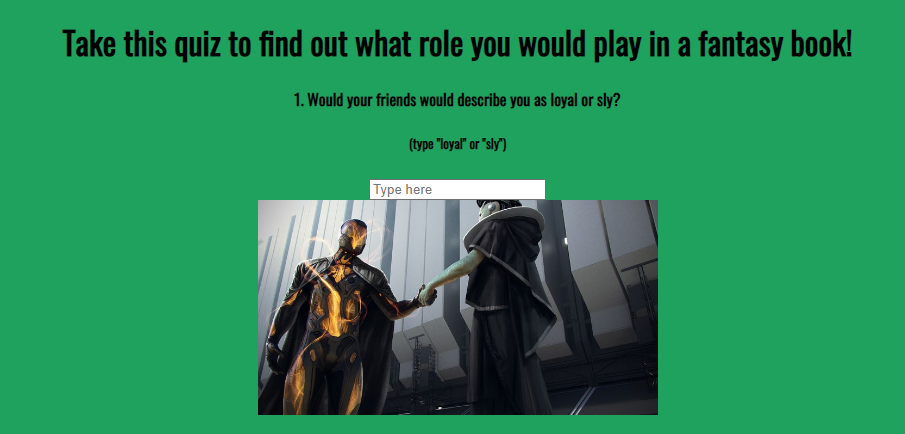 Take this quiz to find out what role you would play in a fantasy book!
1. Would your friends would describe you as loyal or sly?
(type "loyal" or "sly")
Type here